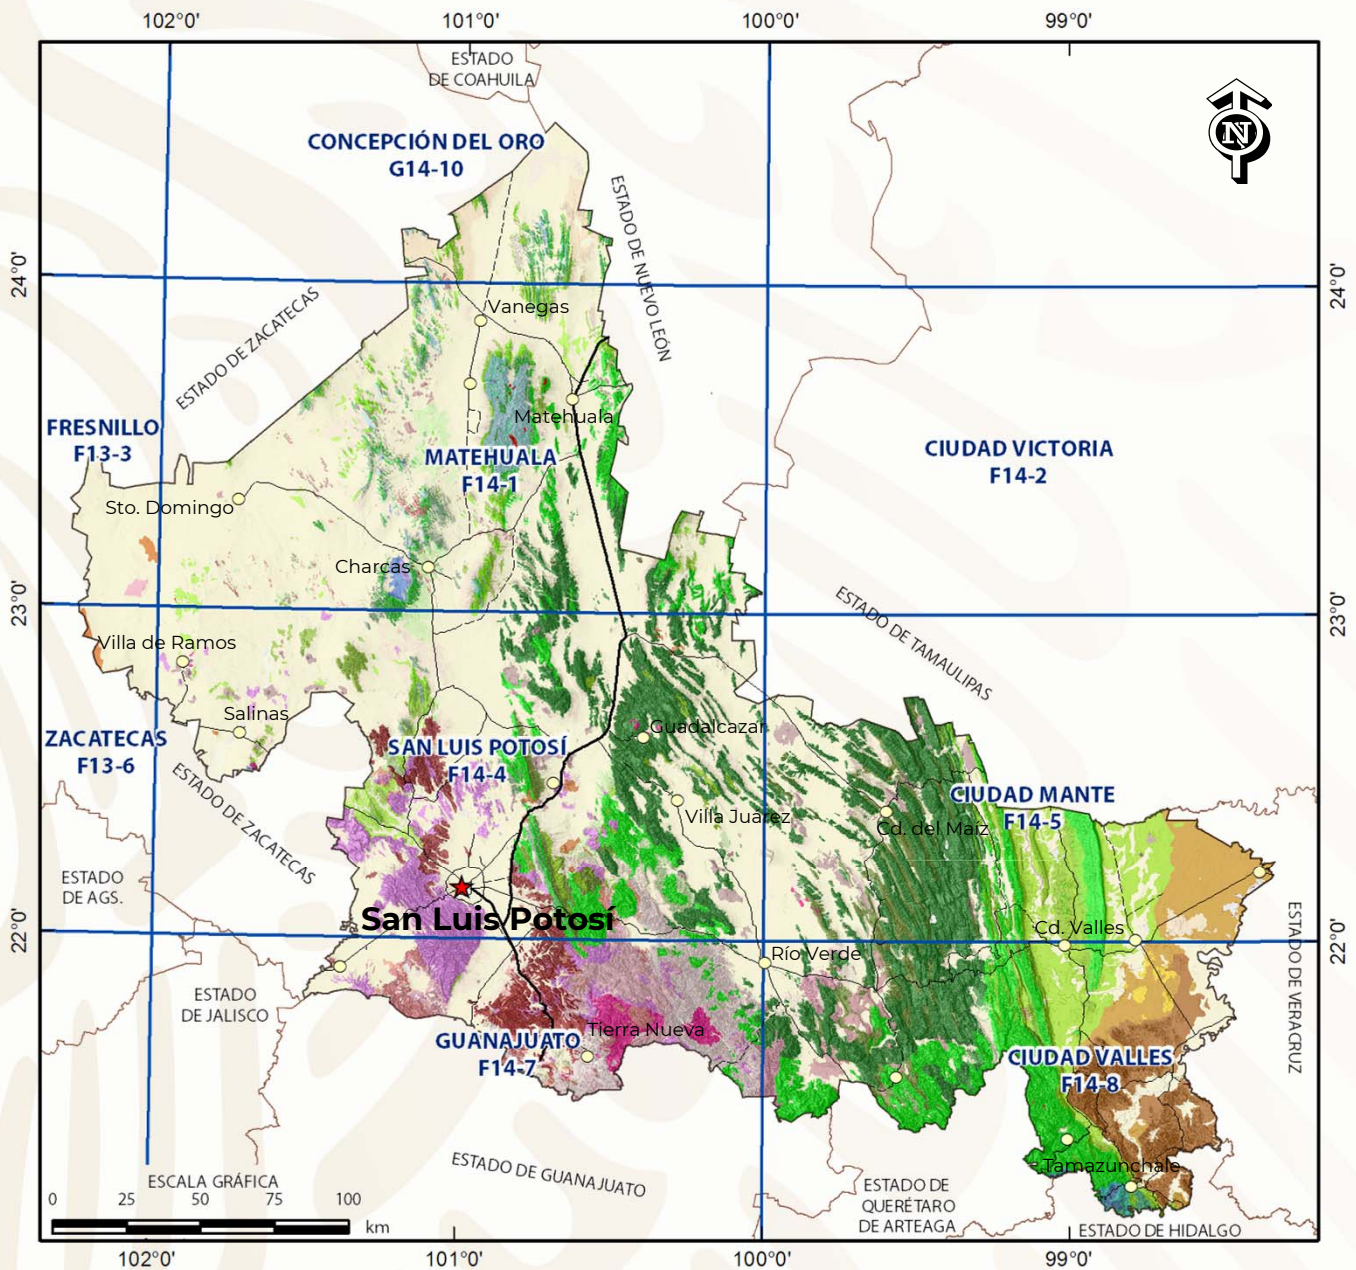 102°0'
101°0'
100°0'
99°0'
ESTADO
DE COAHUILA
N
CONCEPCIÓN DEL ORO
G14-10
ESTADO DE NUEVO LEÓN
24°0'
24°0'
ESTADO DE ZACATECAS
Vanegas
Matehuala
FRESNILLO
F13-3
MATEHUALA
F14-1
CIUDAD VICTORIA
F14-2
Sto. Domingo
Charcas
23°0'
23°0'
ESTADO DE TAMAULIPAS
Villa de Ramos
Salinas
Guadalcazar
ZACATECAS
F13-6
SAN LUIS POTOSÍ
F14-4
ESTADO DE ZACATECAS
CIUDAD MANTE
F14-5
Villa Juárez
Cd. del Maíz
ESTADO
DE AGS.
San Luis Potosí
Cd. Valles
22°0'
22°0'
Río Verde
ESTADO DE VERACRUZ
ESTADO
DE JALISCO
Tierra Nueva
GUANAJUATO
F14-7
CIUDAD VALLES
F14-8
Tamazunchale
ESTADO DE GUANAJUATO
ESTADO DE
QUERÉTARO
DE ARTEAGA
ESTADO DE HIDALGO
ESCALA GRÁFICA
0 25 50 75 100
km
102°0'
101°0'
100°0'
99°0'